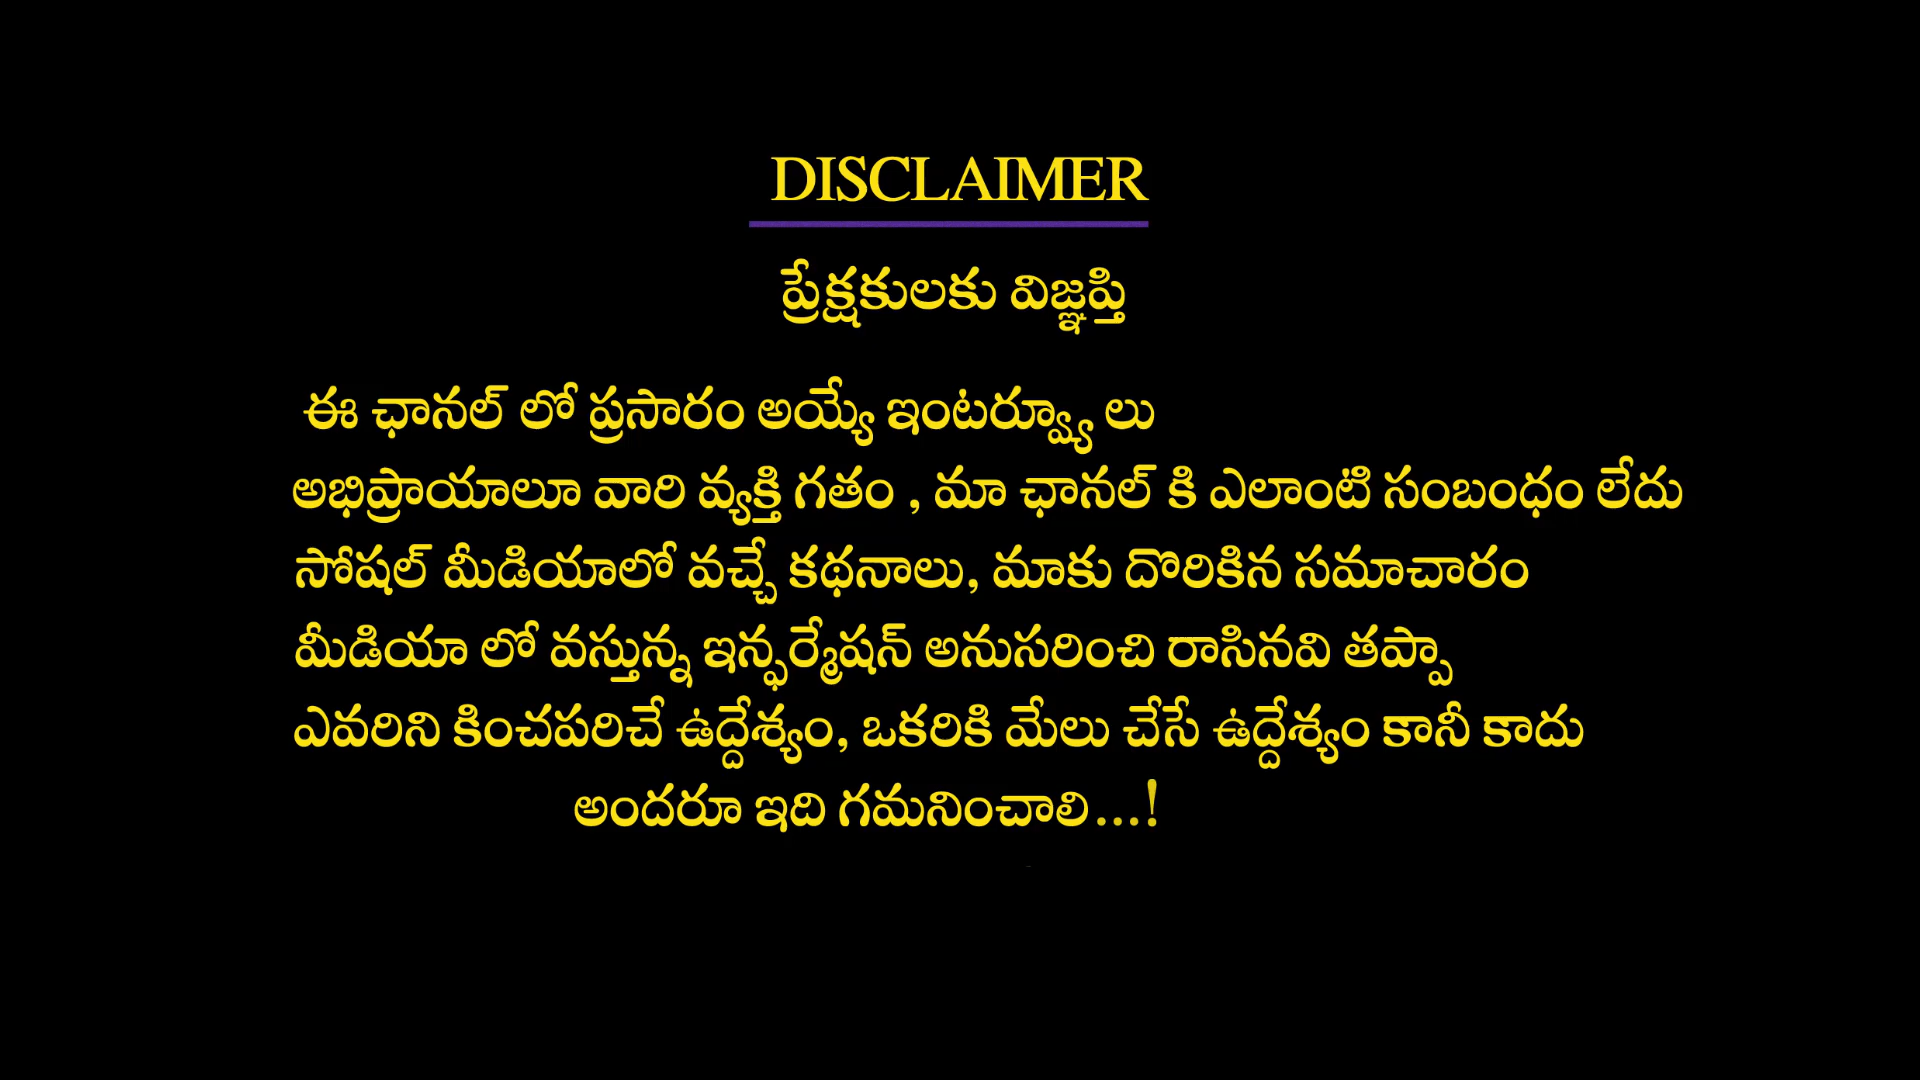 DISCLAIMER
ప్రేక్షకులకు విజ్ఞప్తి
ఈ ఛానల్ లో ప్రసారం అయ్యే ఇంటర్వ్యూ లు
అభిప్రాయాలూ వారి వ్యక్తి గతం , మా ఛానల్ కి ఎలాంటి సంబంధం లేదు
సోషల్ మీడియాలో వచ్చే కథనాలు, మాకు దొరికిన సమాచారం
మీడియా లో వస్తున్న ఇన్ఫర్మేషన్ అనుసరించి రాసినవి తప్పా
ఎవరిని కించపరిచే ఉద్దేశ్యం, ఒకరికి మేలు చేసే ఉద్దేశ్యం కానీ కాదు
అందరూ ఇది గమనించాలి...!